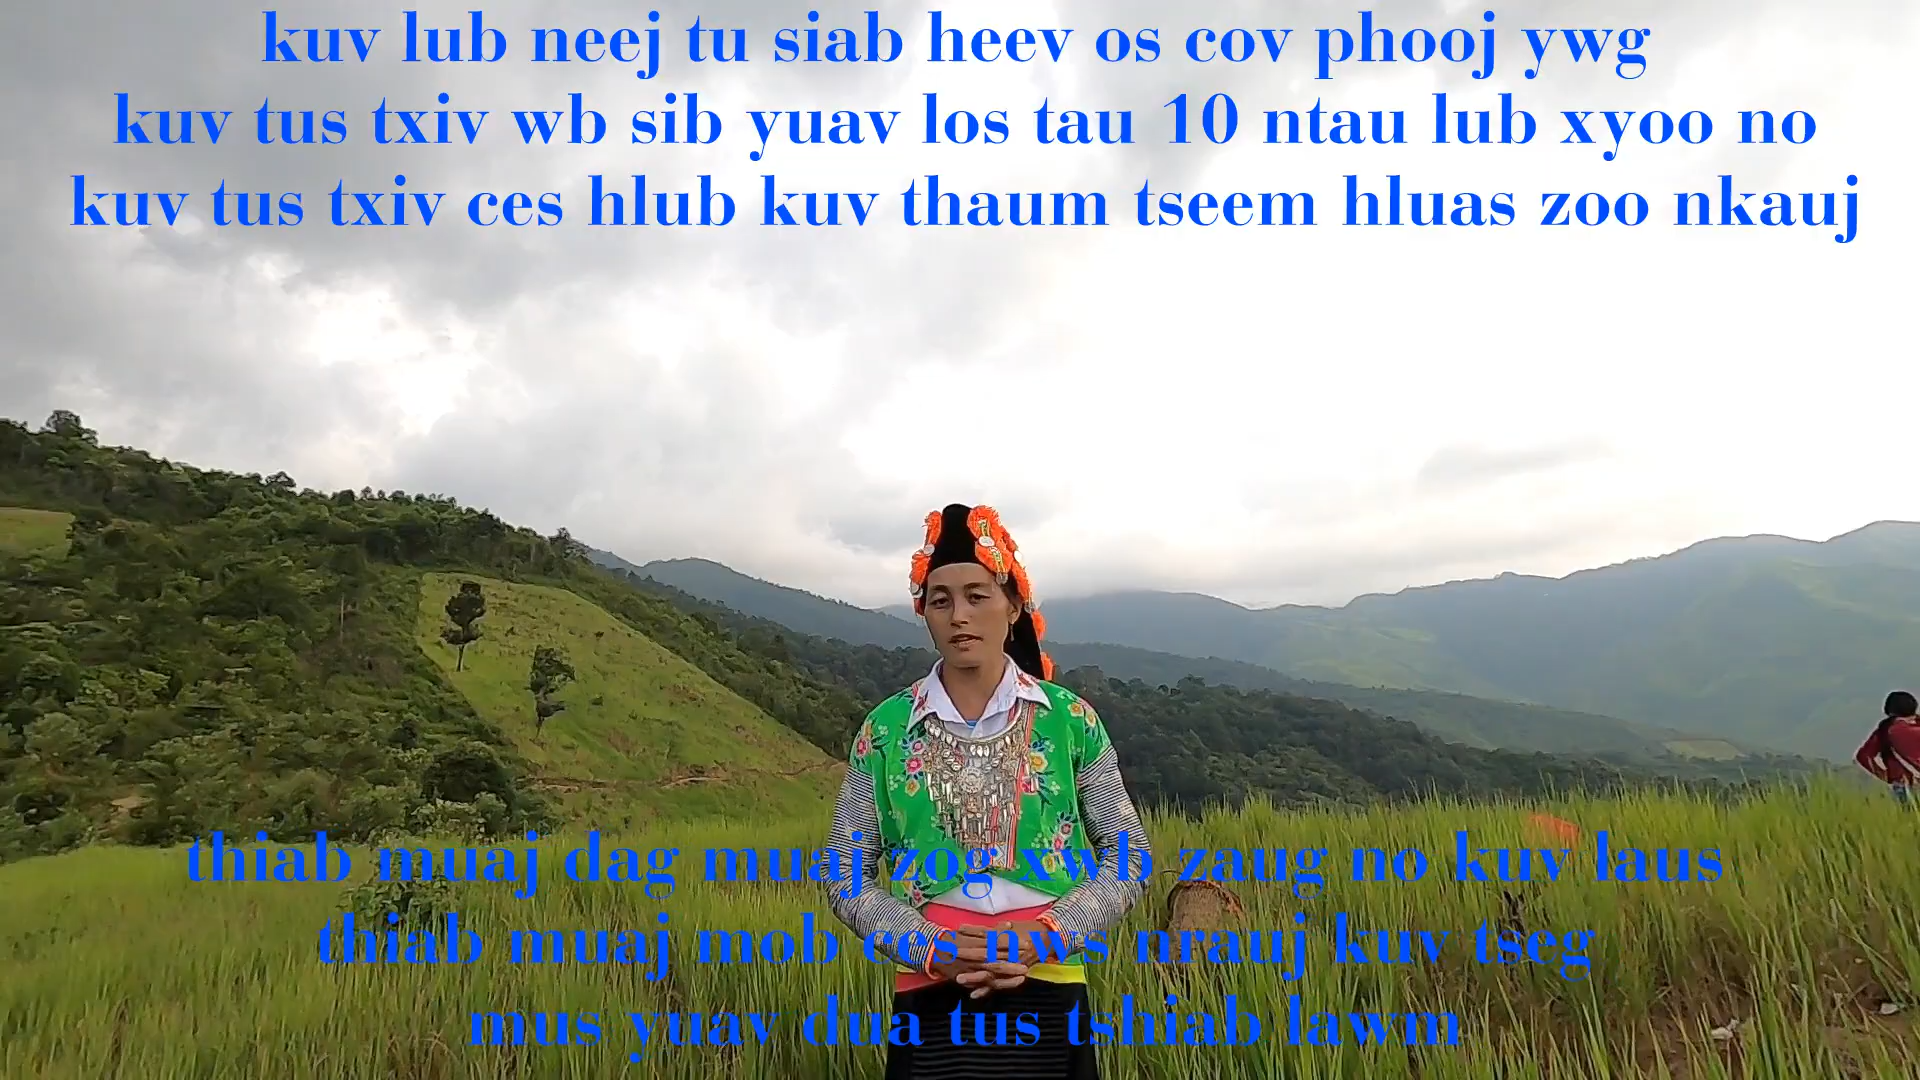 kuv lub neej tu siab heev os cov phooj ywg
kuv tus txiv wb sib yuav los tau 10 ntau lub xyoo no
kuv tus txiv ces hlub kuv thaum tseem hluas zoo nkauj
thiab muaj dag muaj zog xwb zaug no kuv laus
thiab muaj mob ces nws nrauj kuv tseg
mus yuav dua tus tshiab lawm